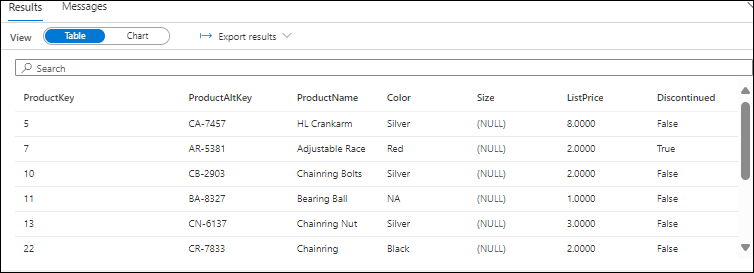 Results Messages
View Table Chart Export results
Search
ProductKey ProductAltKey ProductName Color Size ListPrice Discontinued
5 CA-7457 HL Crankarm Silver (NULL) 8.0000 False
7 AR-5381 Adjustable Race Red (NULL) 2.0000 True
10 CB-2903 Chainring Bolts Silver (NULL) 2.0000 False
11 BA-8327 Bearing Ball NA (NULL) 1.0000 False
13 CN-6137 Chainring Nut Silver (NULL) 3.0000 False
22 CR-7833 Chainring Black (NULL) 2.0000 False